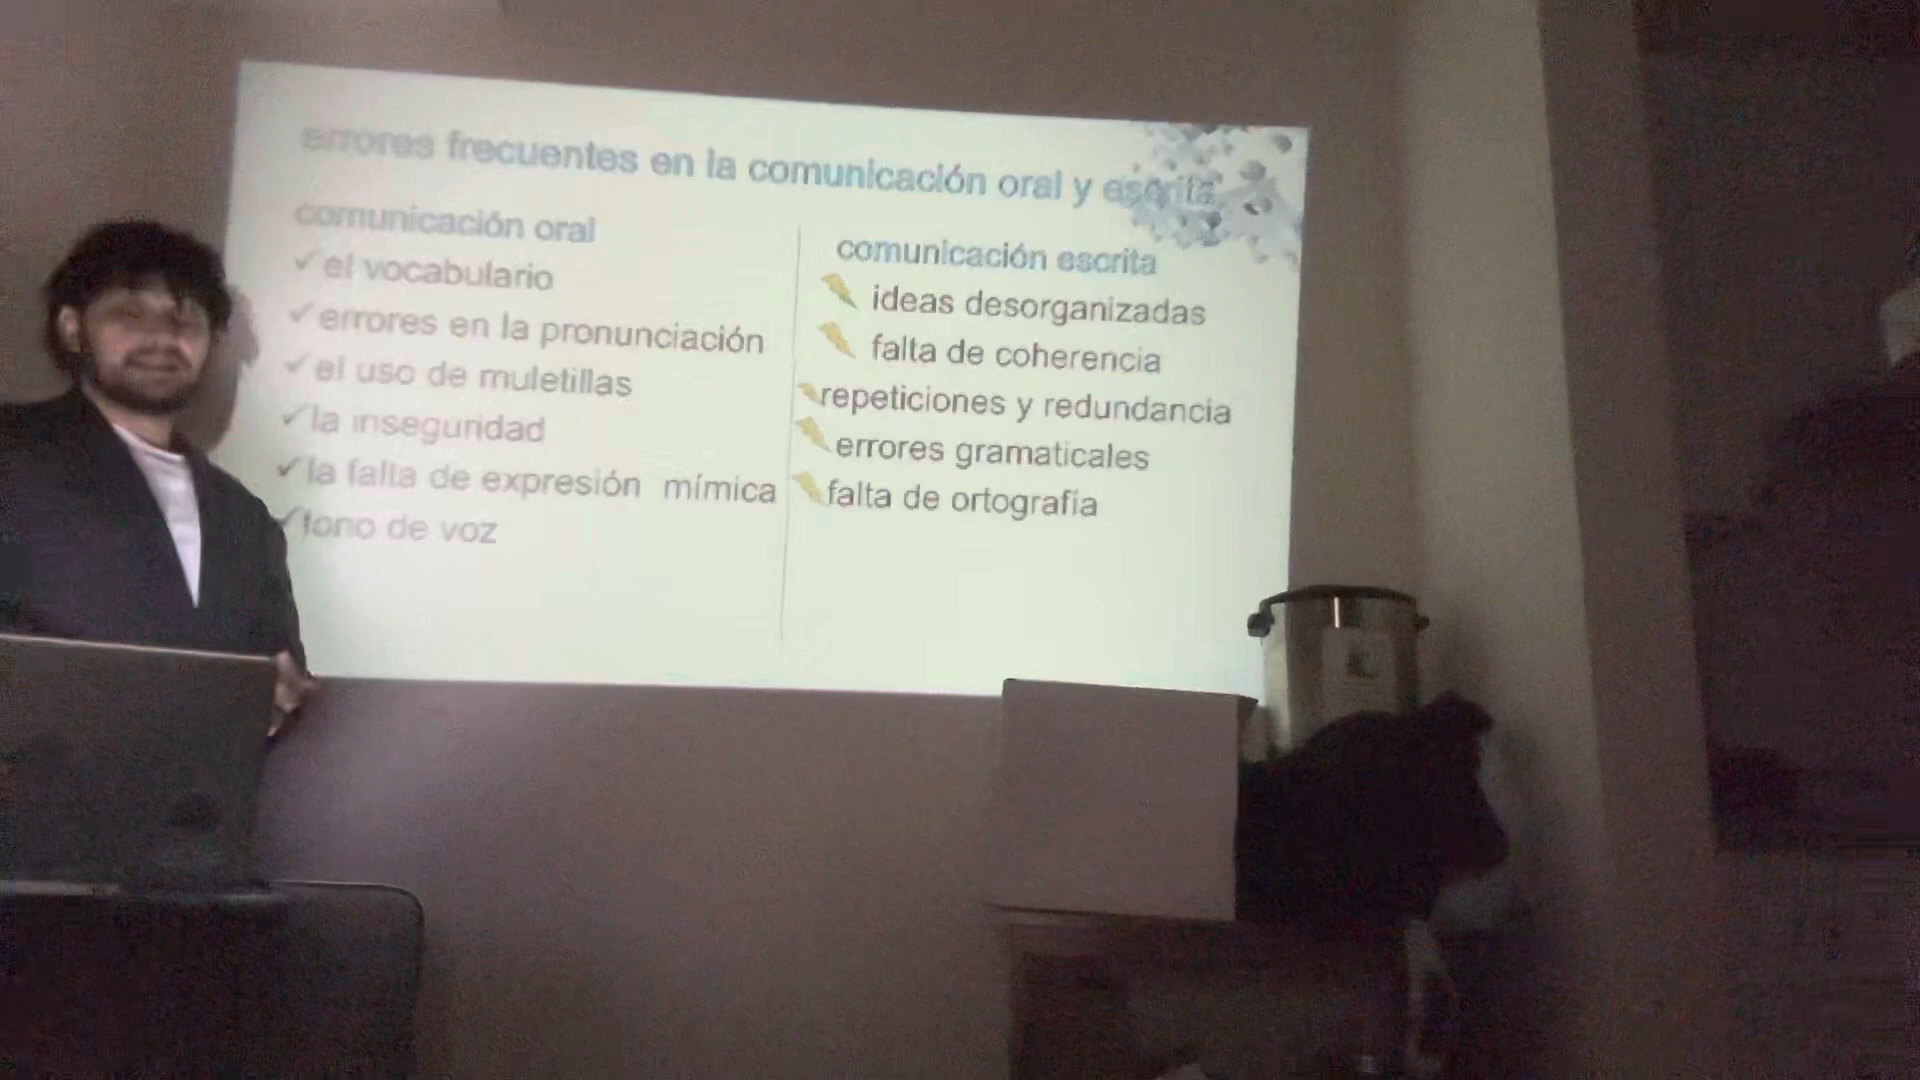 errores frecuentes en la comunicación oral y escrita
comunicación oral
el vocabulario
errores en la pronunciación
el uso de muletillas
la inseguridad
la falta de expresión mímica
tono de voz
comunicación escrita
ideas desorganizadas
falta de coherencia
repeticiones y redundancia
errores gramaticales
falta de ortografía